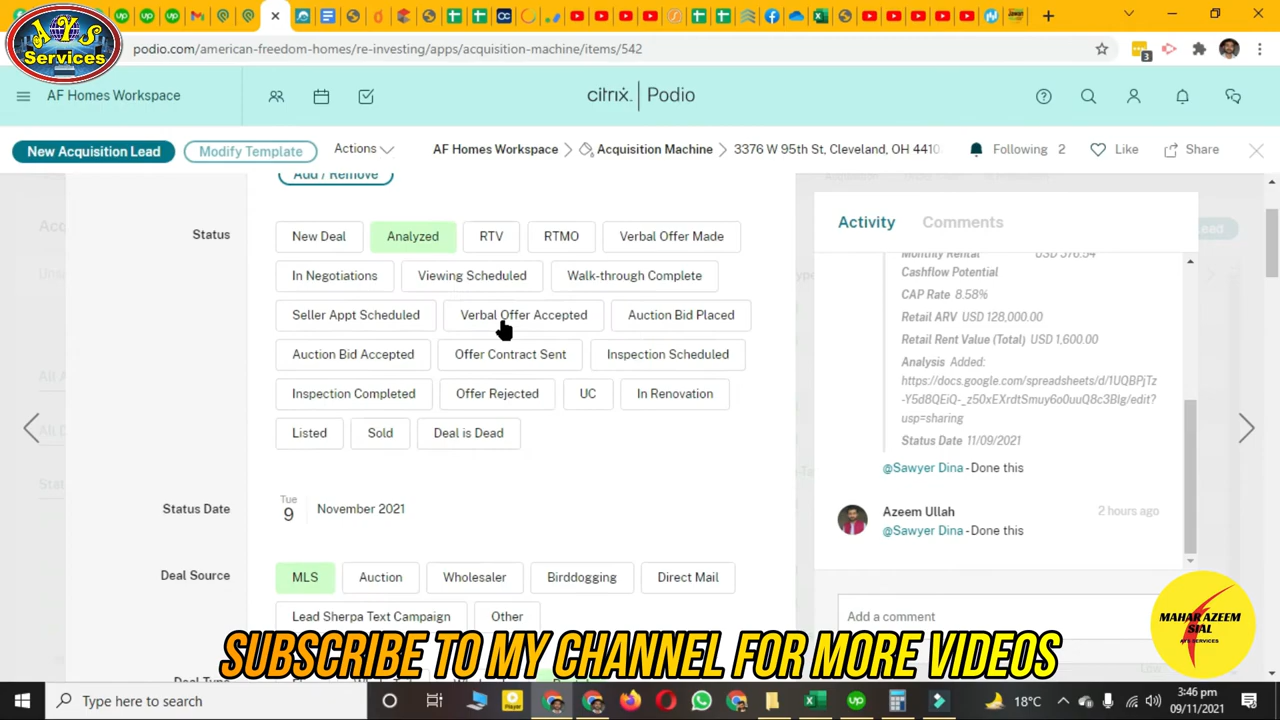 AYS
Services
podio.com/american-freedom-homes/re-investing/apps/acquisition-machine/items/542
3
AF Homes Workspace
citrix | Podio
New Acquisition Lead
Modify Template
Actions
AF Homes Workspace
Acquisition Machine
3376 W 95th St, Cleveland, OH 4410
Following 2
Like
Share
Add / Remove
Status
New Deal
Analyzed
RTV
RTMO
Verbal Offer Made
In Negotiations
Viewing Scheduled
Walk-through Complete
Seller Appt Scheduled
Verbal Offer Accepted
Auction Bid Placed
Auction Bid Accepted
Offer Contract Sent
Inspection Scheduled
Inspection Completed
Offer Rejected
UC
In Renovation
Listed
Sold
Deal is Dead
Status Date
Tue
9
November 2021
Deal Source
MLS
Auction
Wholesaler
Birddogging
Direct Mail
Lead Sherpa Text Campaign
Other
Activity
Comments
Monthly Rental USD 376.54
Cashflow Potential
CAP Rate 8.58%
Retail ARV USD 128,000.00
Retail Rent Value (Total) USD 1,600.00
Analysis Added:
https://docs.google.com/spreadsheets/d/1UQBPjTz
-Y5d8QEiQ-_z50xEXrdtSmuy6o0uuQ8c3Blg/edit?
usp=sharing
Status Date 11/09/2021
@Sawyer Dina - Done this
Azeem Ullah
2 hours ago
@Sawyer Dina - Done this
Add a comment
MAHAR AZEEM
SIAL
AYS SERVICES
SUBSCRIBE TO MY CHANNEL FOR MORE VIDEOS
Type here to search
18°C
3:46 pm
09/11/2021